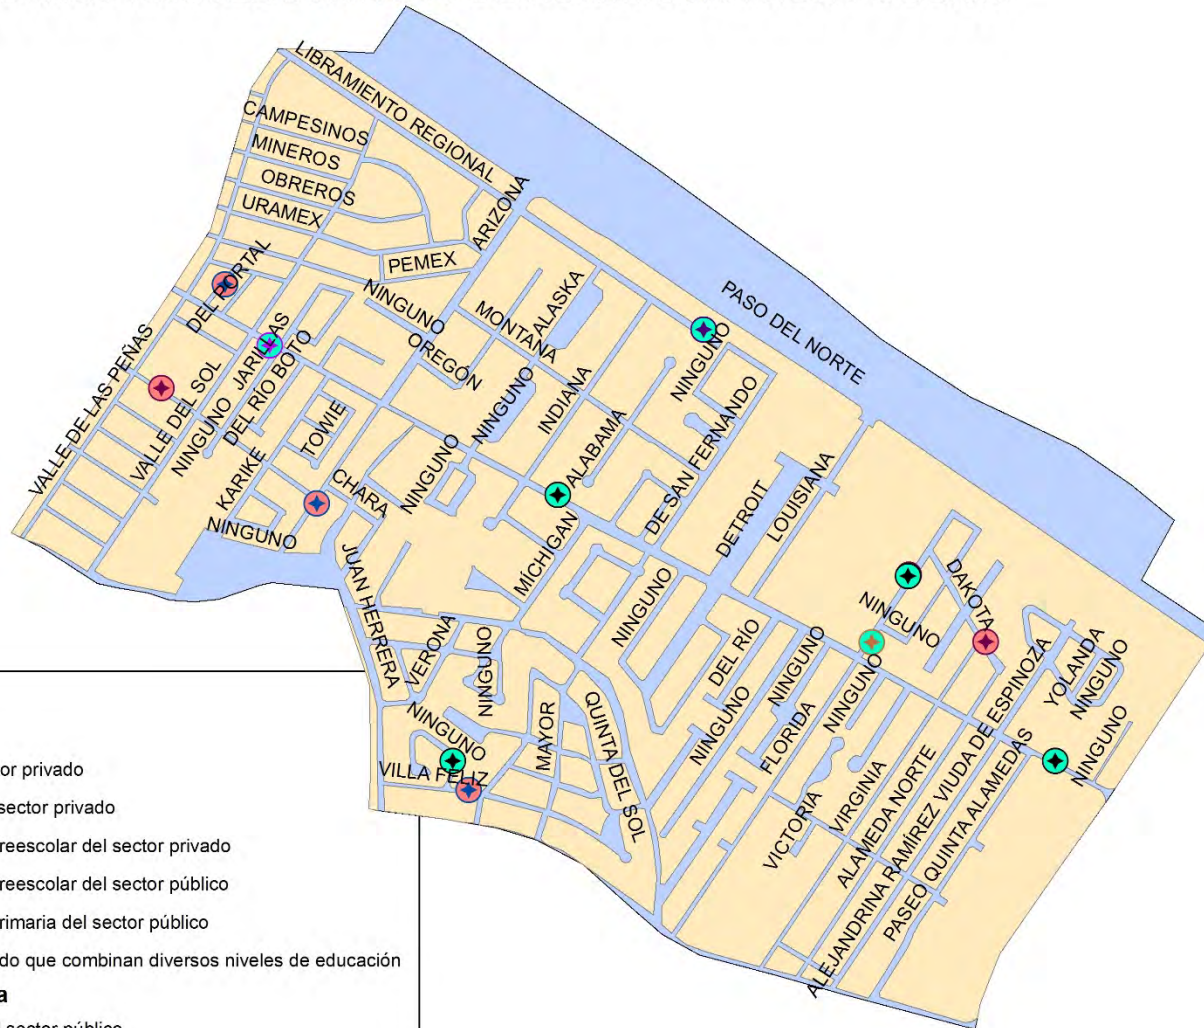 LIBRAMIENTO REGIONAL
CAMPESINOS
MINEROS
OBREROS
URAMEX
ARIZONA
PEMEX
DEL PORTAL
NINGUNO
MONTANA
ALASKA
PASO DEL NORTE
OREGÓN
NINGUNO
VALLE DE LAS PEÑAS
VALLE DEL SOL
NINGUNO
JARILLAS
DEL RIO BOTO
TOWIE
KARIKE
CHARA
NINGUNO
NINGUNO
NINGUNO
INDIANA
ALABAMA
DE SAN FERNANDO
DETROIT
LOUISIANA
MÍCHIGAN
JUAN HERRERA
VERONA
NINGUNO
NINGUNO
NINGUNO
DAKOTA
NINGUNO
VILLA FELIZ
NINGUNO
MAYOR
QUINTA DEL SOL
DEL RÍO
NINGUNO
NINGUNO
FLORIDA
NINGUNO
VICTORIA
VIRGINIA
ALAMEDA NORTE
ALEJANDRINA RAMÍREZ VIUDA DE ESPINOZA
PASEO QUINTA ALAMEDAS
YOLANDA
NINGUNO
NINGUNO
or privado
sector privado
reescolar del sector privado
reescolar del sector público
rimaria del sector público
do que combinan diversos niveles de educación
a
sector público